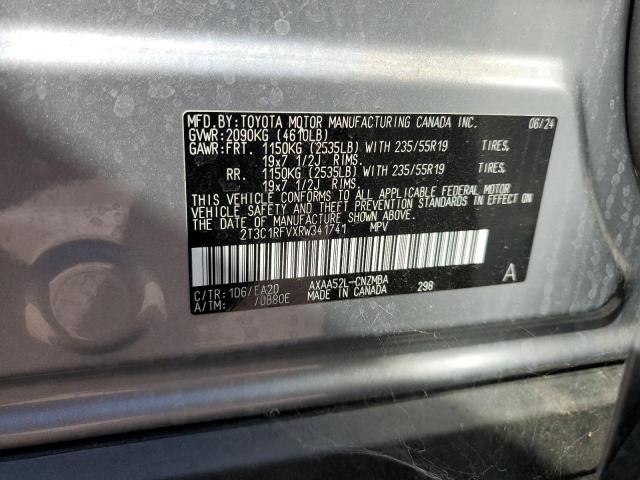 MFD.BY:TOYOTA MOTOR MANUFACTURING CANADA INC. 06/24
GVWR:2090KG (4610LB) TIRES
GAWR:FRT. 1150KG (2535LB) WITH 235/55R19
19x7 1/2J RIMS. TIRES
RR. 1150KG (2535LB) WITH 235/55R19
19x7 1/2J RIMS.
THIS VEHICLE CONFORMS TO ALL APPLICABLE FEDERAL MOTOR
VEHICLE SAFETY AND THEFT PREVENTION STANDARDS IN EFFECT
ON THE DATE OF MANUFACTURE SHOWN ABOVE.
2T3C1RFVXRW341741 MPV
C/TR:1D6/EA20 AXAA52L-CNZMBA A
A/TM: /UB80E MADE IN CANADA 298